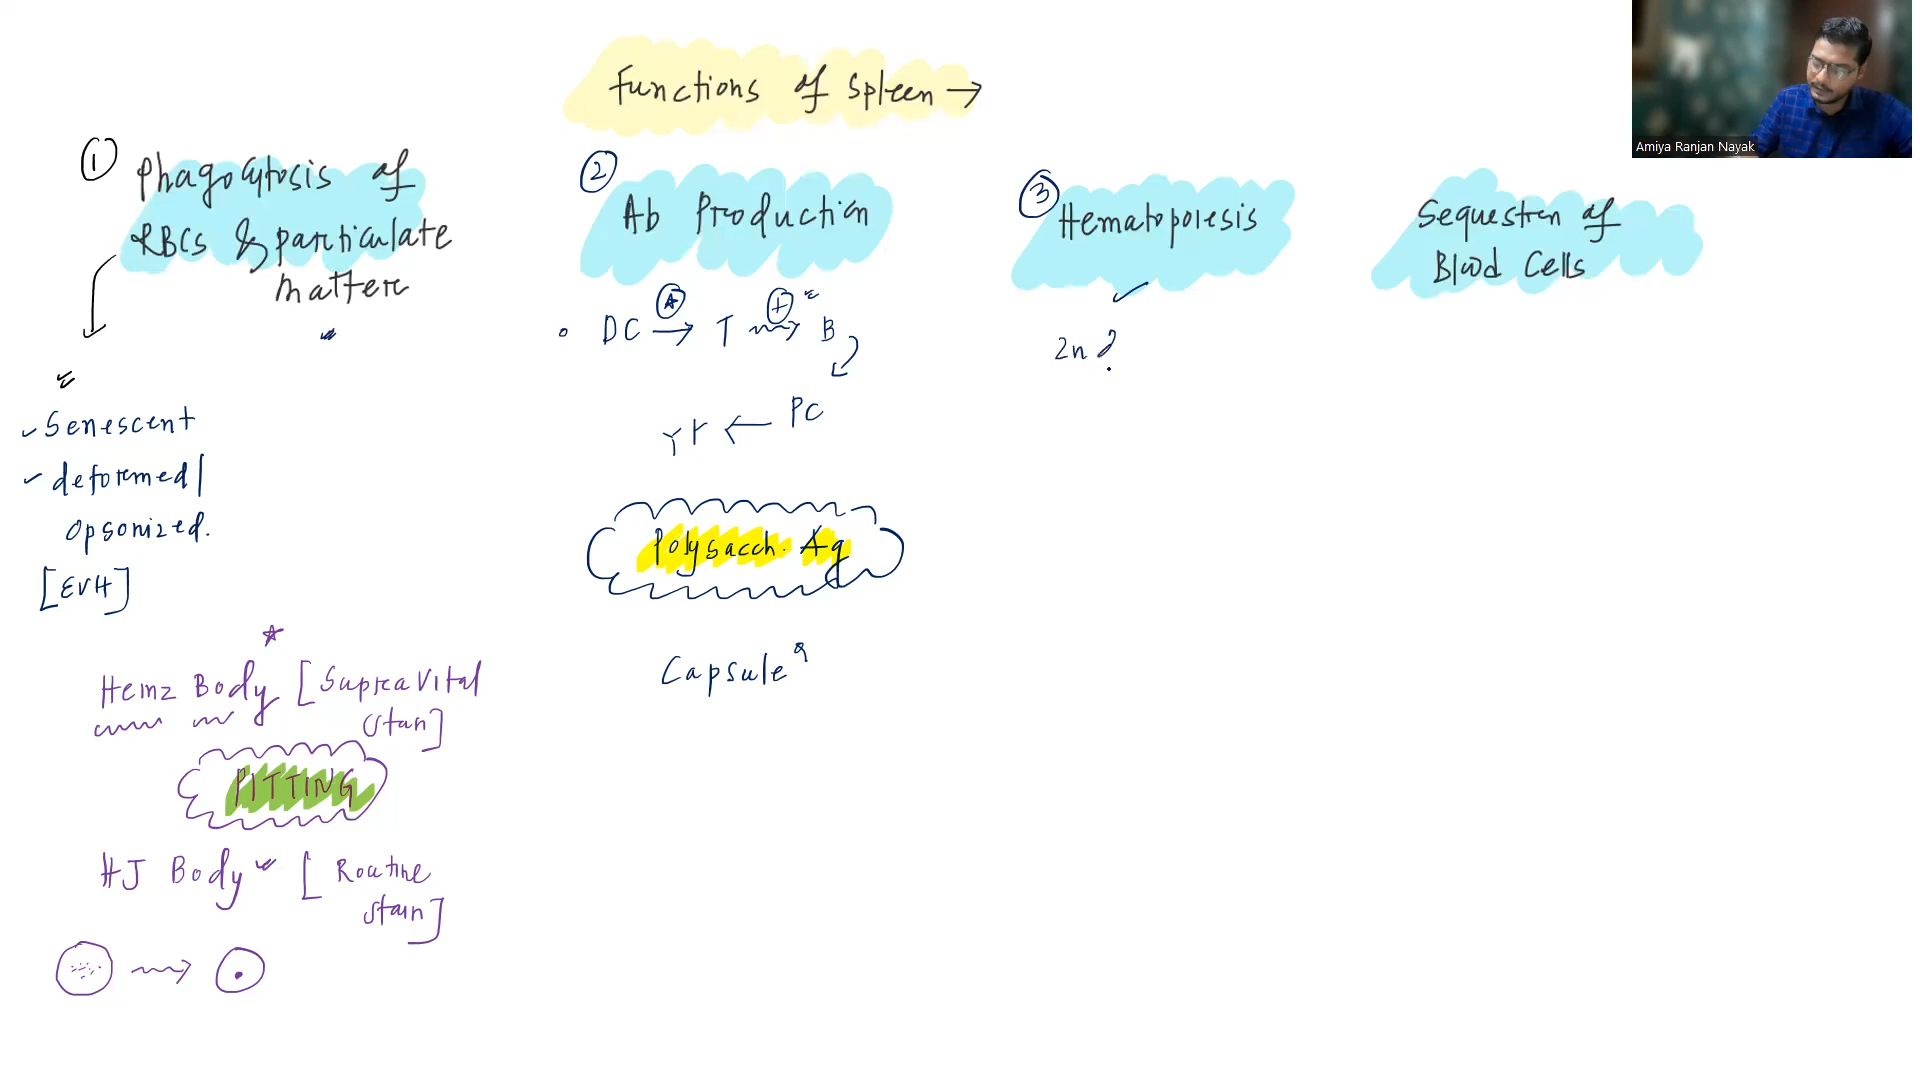 Functions of Spleen →
Amiya Ranjan Nayak
① Phagocytosis of
RBCs & particulate
matter
Senescent
deformed/
Opsonized.
[EVH]
Heinz Body [Supravital
Stain]
PITTING
HJ Body [Routine
Stain]
② Ab Production
DC → T → B
PC
Polysacch. Ag
Capsule
③ Hematopoiesis
2n
Sequestrn of
Blood Cells